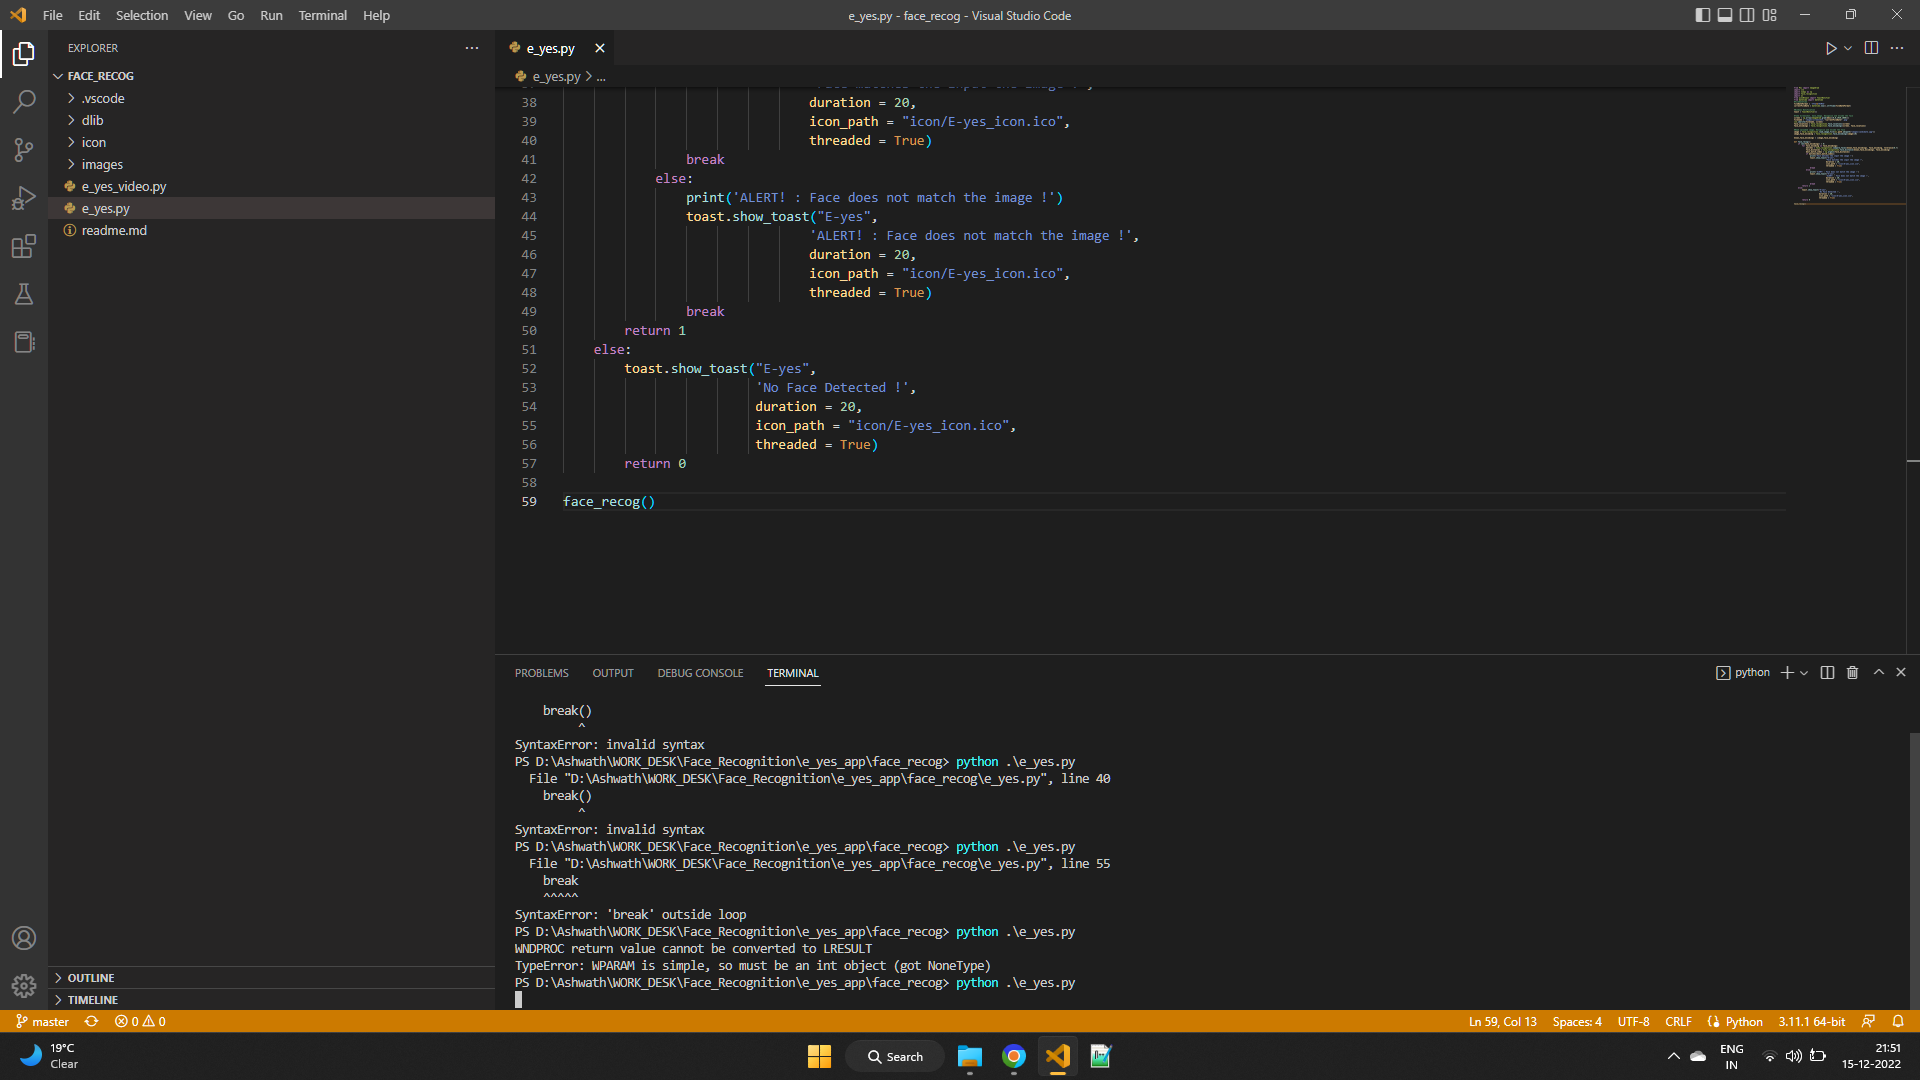 File Edit Selection View Go Run Terminal Help
e_yes.py - face_recog - Visual Studio Code
EXPLORER
FACE_RECOG
.vscode
dlib
icon
images
e_yes_video.py
e_yes.py
readme.md
OUTLINE
TIMELINE
e_yes.py
e_yes.py > ...
38 duration = 20,
39 icon_path = "icon/E-yes_icon.ico",
40 threaded = True)
41 break
42 else:
43 print('ALERT! : Face does not match the image !')
44 toast.show_toast("E-yes",
45 'ALERT! : Face does not match the image !',
46 duration = 20,
47 icon_path = "icon/E-yes_icon.ico",
48 threaded = True)
49 break
50 return 1
51 else:
52 toast.show_toast("E-yes",
53 'No Face Detected !',
54 duration = 20,
55 icon_path = "icon/E-yes_icon.ico",
56 threaded = True)
57 return 0
58
59 face_recog()
PROBLEMS OUTPUT DEBUG CONSOLE TERMINAL
python
break()
^
SyntaxError: invalid syntax
PS D:\Ashwath\WORK_DESK\Face_Recognition\e_yes_app\face_recog> python .\e_yes.py
File "D:\Ashwath\WORK_DESK\Face_Recognition\e_yes_app\face_recog\e_yes.py", line 40
break()
^
SyntaxError: invalid syntax
PS D:\Ashwath\WORK_DESK\Face_Recognition\e_yes_app\face_recog> python .\e_yes.py
File "D:\Ashwath\WORK_DESK\Face_Recognition\e_yes_app\face_recog\e_yes.py", line 55
break
^^^^^
SyntaxError: 'break' outside loop
PS D:\Ashwath\WORK_DESK\Face_Recognition\e_yes_app\face_recog> python .\e_yes.py
WNDPROC return value cannot be converted to LRESULT
TypeError: WPARAM is simple, so must be an int object (got NoneType)
PS D:\Ashwath\WORK_DESK\Face_Recognition\e_yes_app\face_recog> python .\e_yes.py
master 0 0
Ln 59, Col 13 Spaces: 4 UTF-8 CRLF Python 3.11.1 64-bit
19°C
Clear
Search
ENG
IN
21:51
15-12-2022